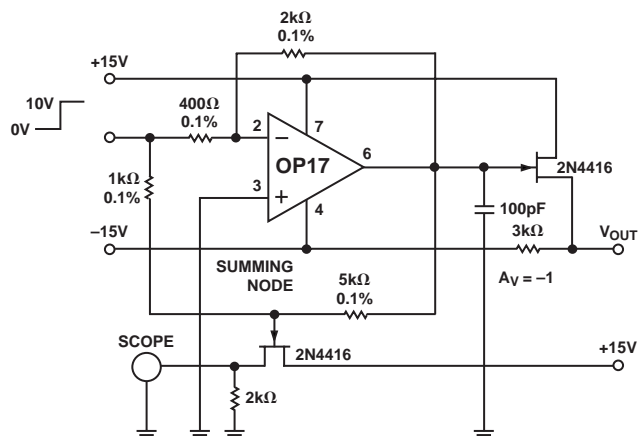 2kΩ
0.1%
+15V
10V
0V
400Ω
0.1%
2
7
OP17
6
3
4
1kΩ
0.1%
2N4416
100pF
3kΩ
VOUT
–15V
SUMMING
NODE
5kΩ
0.1%
AV = –1
SCOPE
2N4416
+15V
2kΩ